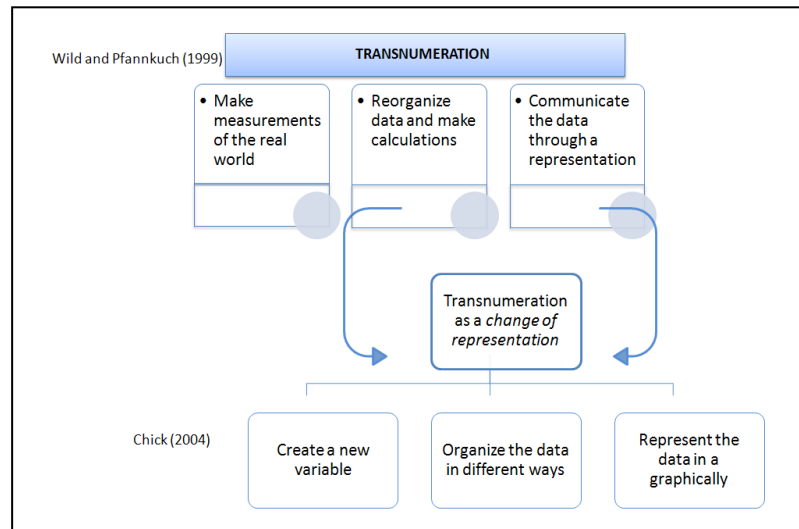 Wild and Pfannkuch (1999)
TRANSNUMERATION
• Make
measurements
of the real
world
• Reorganize
data and make
calculations
• Communicate
the data
through a
representation
Transnumeration
as a change of
representation
Chick (2004)
Create a new
variable
Organize the data
in different ways
Represent the
data in a
graphically